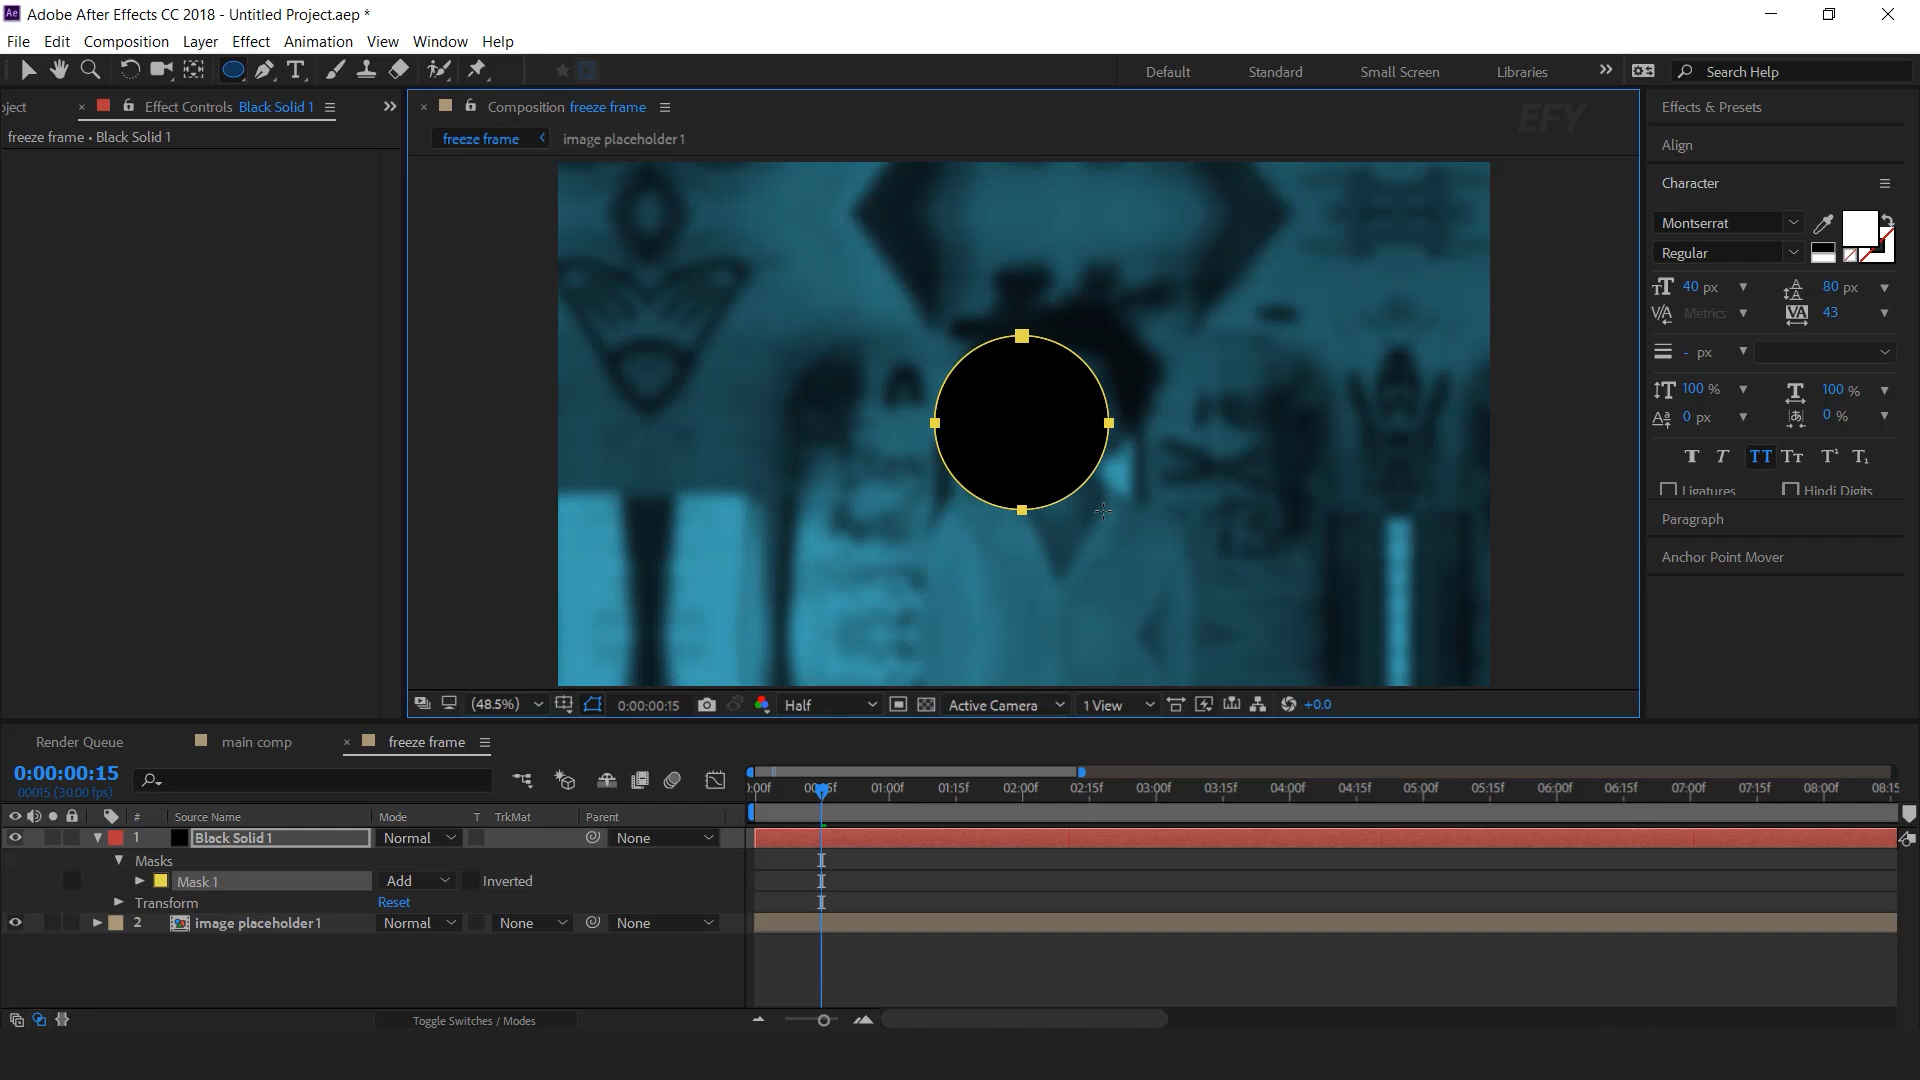 Adobe After Effects CC 2018 - Untitled Project.aep *
File Edit Composition Layer Effect Animation View Window Help
Default Standard Small Screen Libraries Search Help
oject Effect Controls Black Solid 1
Composition freeze frame
EFY
Effects & Presets
freeze frame • Black Solid 1
freeze frame image placeholder 1
Align
Character
Montserrat
Regular
40 px 80 px
Metrics 43
- px
100 % 100 %
0 px 0 %
Ligatures Hindi Digits
Paragraph
Anchor Point Mover
(48.5%) 0:00:00:15 Half Active Camera 1 View +0.0
Render Queue main comp freeze frame
0:00:00:15
00015 (30.00 fps)
):00f 00:15f 01:00f 01:15f 02:00f 02:15f 03:00f 03:15f 04:00f 04:15f 05:00f 05:15f 06:00f 06:15f 07:00f 07:15f 08:00f 08:15
# Source Name Mode T TrkMat Parent
1 Black Solid 1 Normal None
Masks
Mask 1 Add Inverted
Transform Reset
2 image placeholder 1 Normal None None
Toggle Switches / Modes